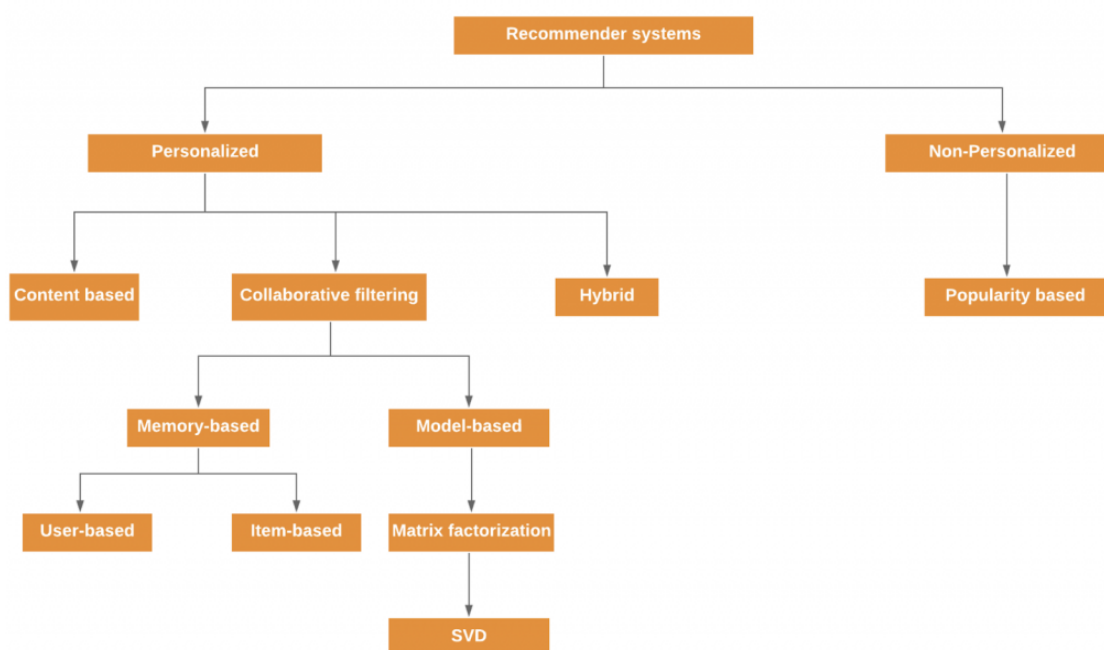 Recommender systems
Personalized
Non-Personalized
Content based
Collaborative filtering
Hybrid
Popularity based
Memory-based
Model-based
User-based
Item-based
Matrix factorization
SVD